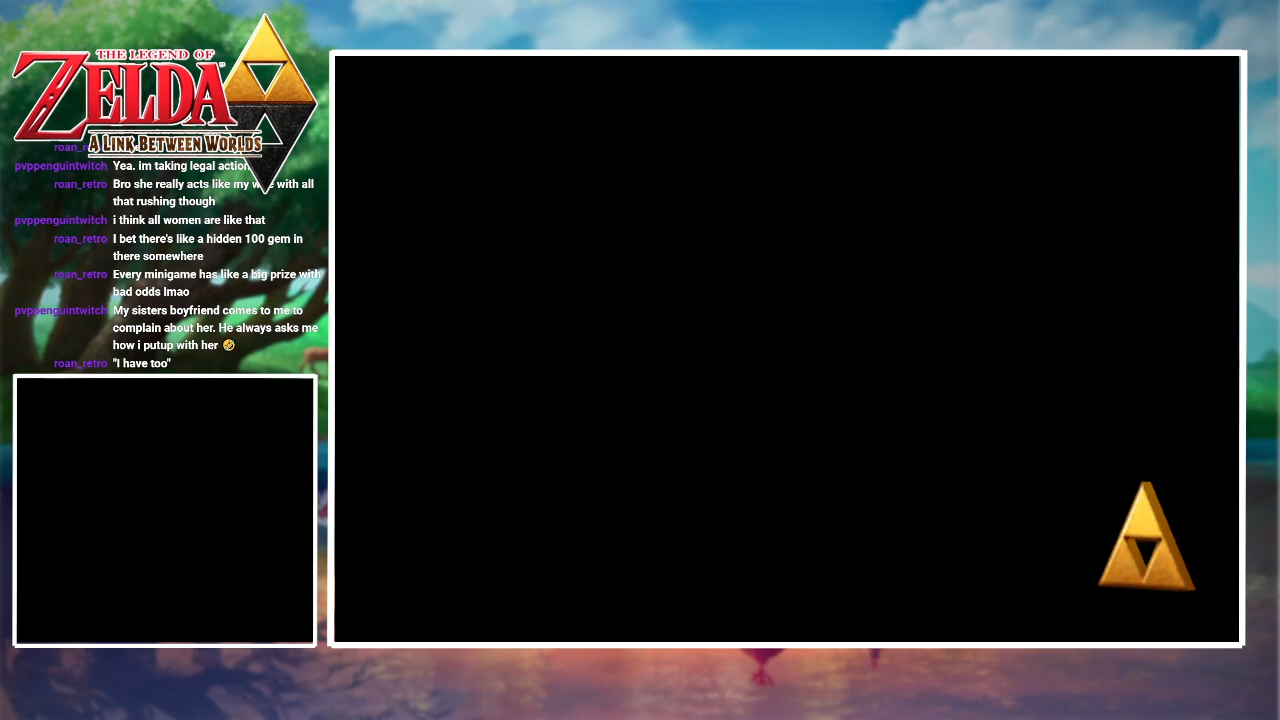 THE LEGEND OF
ZELDA
A LINK BETWEEN WORLDS
pvppenguintwitch Yea. im taking legal action
roan_retro Bro she really acts like my with all
that rushing though
pvppenguintwitch i think all women are like that
roan_retro I bet there's like a hidden 100 gem in
there somewhere
roan_retro Every minigame has like a big prize with
bad odds lmao
pvppenguintwitch My sisters boyfriend comes to me to
complain about her. He always asks me
how i putup with her 🤣
roan_retro "I have too"